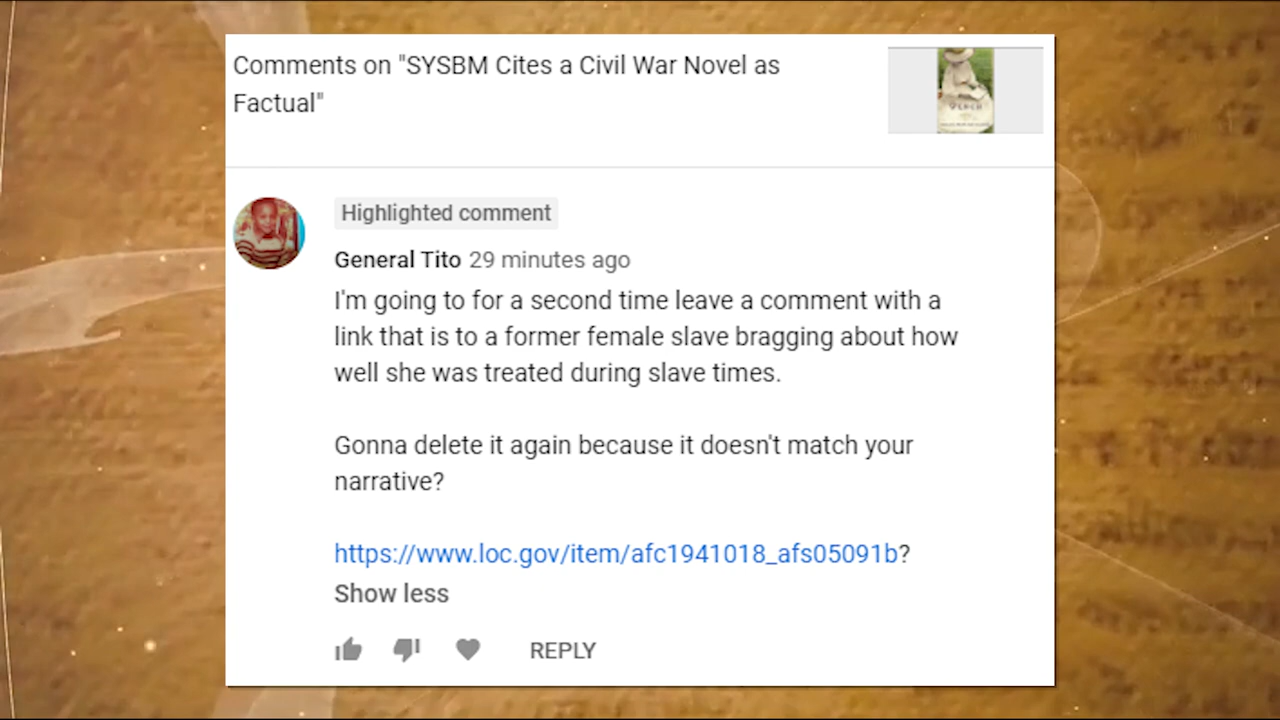 Comments on "SYSBM Cites a Civil War Novel as
Factual"
Highlighted comment
General Tito 29 minutes ago
I'm going to for a second time leave a comment with a
link that is to a former female slave bragging about how
well she was treated during slave times.
Gonna delete it again because it doesn't match your
narrative?
https://www.loc.gov/item/afc1941018_afs05091b?
Show less
REPLY